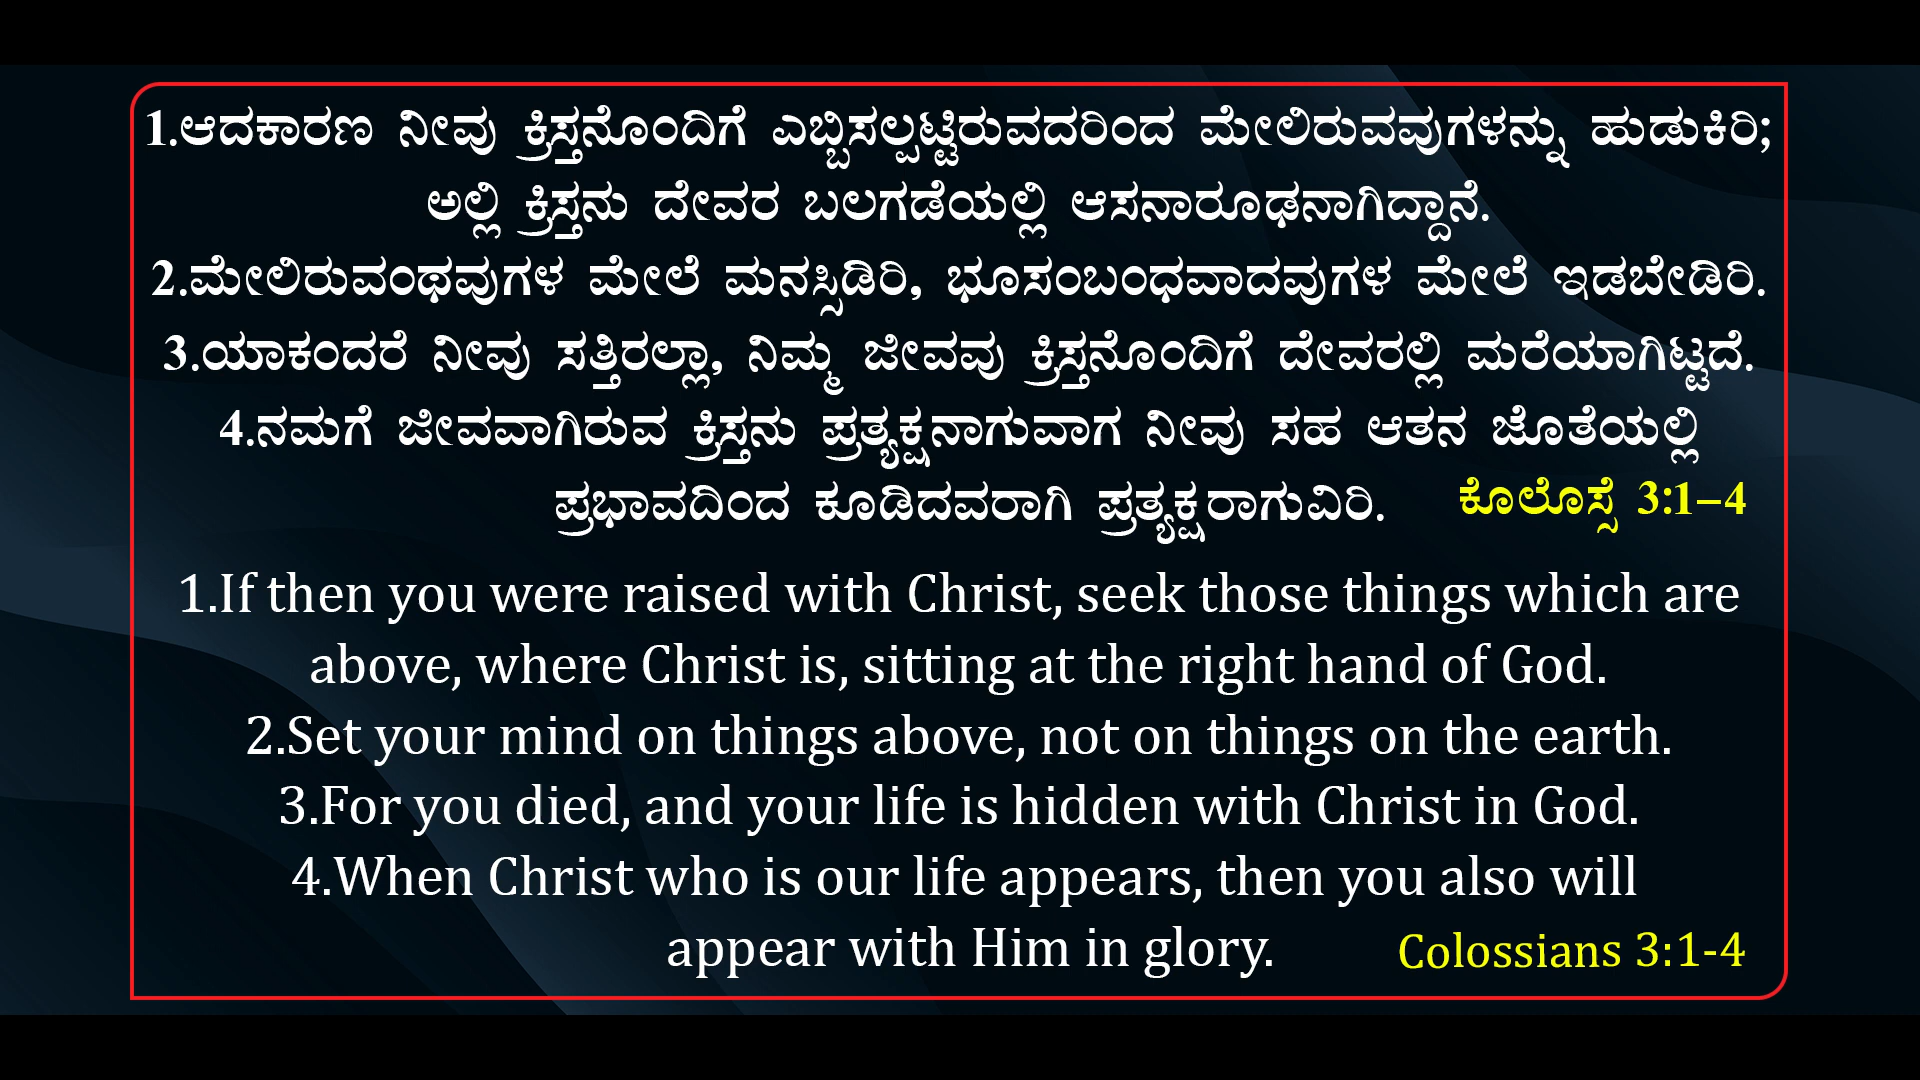 1.ಆದಕಾರಣ ನೀವು ಕ್ರಿಸ್ತನೊಂದಿಗೆ ಎಬ್ಬಿಸಲ್ಪಟ್ಟಿರುವದರಿಂದ ಮೇಲಿರುವವುಗಳನ್ನು ಹುಡುಕಿರಿ;
ಅಲ್ಲಿ ಕ್ರಿಸ್ತನು ದೇವರ ಬಲಗಡೆಯಲ್ಲಿ ಆಸನಾರೂಢನಾಗಿದ್ದಾನೆ.
2.ಮೇಲಿರುವಂಥವುಗಳ ಮೇಲೆ ಮನಸ್ಸಿಡಿರಿ, ಭೂಸಂಬಂಧವಾದವುಗಳ ಮೇಲೆ ಇಡಬೇಡಿರಿ.
3.ಯಾಕಂದರೆ ನೀವು ಸತ್ತಿರಲ್ಲಾ, ನಿಮ್ಮ ಜೀವವು ಕ್ರಿಸ್ತನೊಂದಿಗೆ ದೇವರಲ್ಲಿ ಮರೆಯಾಗಿಟ್ಟದೆ.
4.ನಮಗೆ ಜೀವವಾಗಿರುವ ಕ್ರಿಸ್ತನು ಪ್ರತ್ಯಕ್ಷನಾಗುವಾಗ ನೀವು ಸಹ ಆತನ ಜೊತೆಯಲ್ಲಿ
ಪ್ರಭಾವದಿಂದ ಕೂಡಿದವರಾಗಿ ಪ್ರತ್ಯಕ್ಷರಾಗುವಿರಿ. ಕೊಲೊಸ್ಸೆ 3:1–4
1.If then you were raised with Christ, seek those things which are
above, where Christ is, sitting at the right hand of God.
2.Set your mind on things above, not on things on the earth.
3.For you died, and your life is hidden with Christ in God.
4.When Christ who is our life appears, then you also will
appear with Him in glory. Colossians 3:1-4